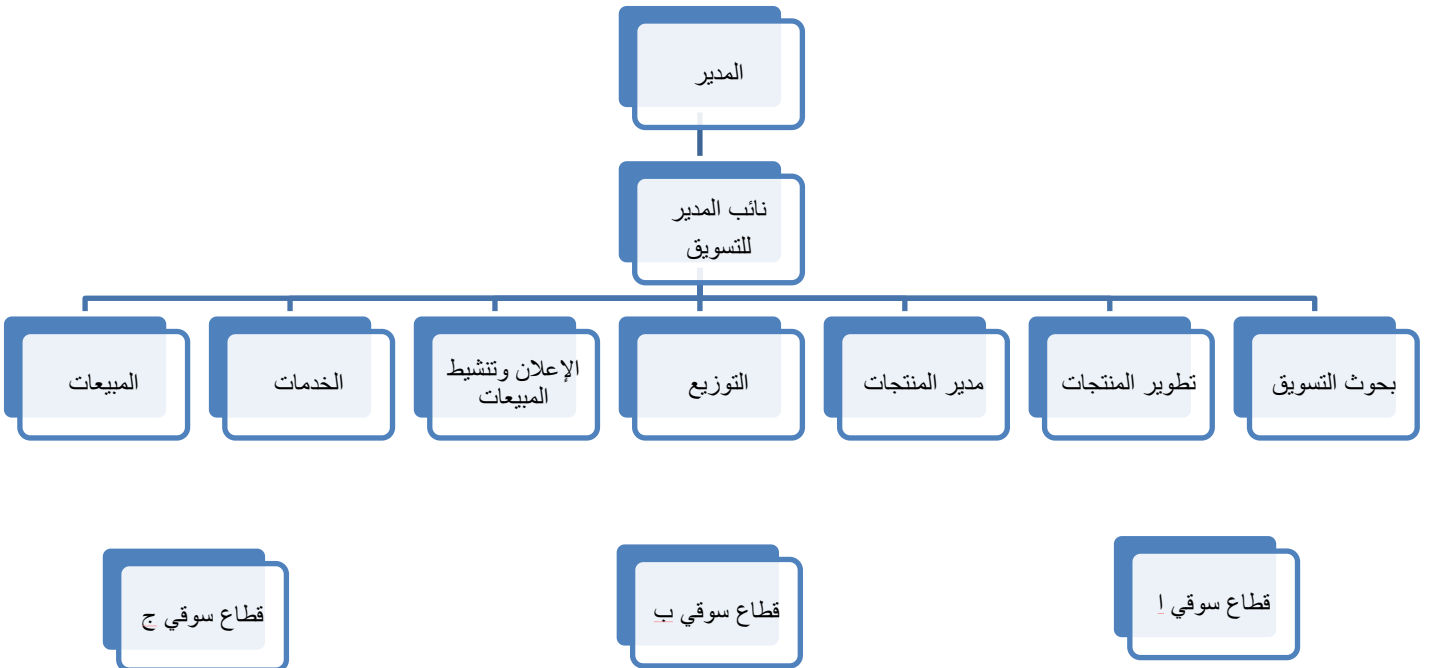 المدير
نائب المدير
للتسويق
بحوث التسويق
تطوير المنتجات
مدير المنتجات
التوزيع
الإعلان وتنشيط
المبيعات
الخدمات
المبيعات
قطاع سوقي ا
قطاع سوقي ب
قطاع سوقي ج